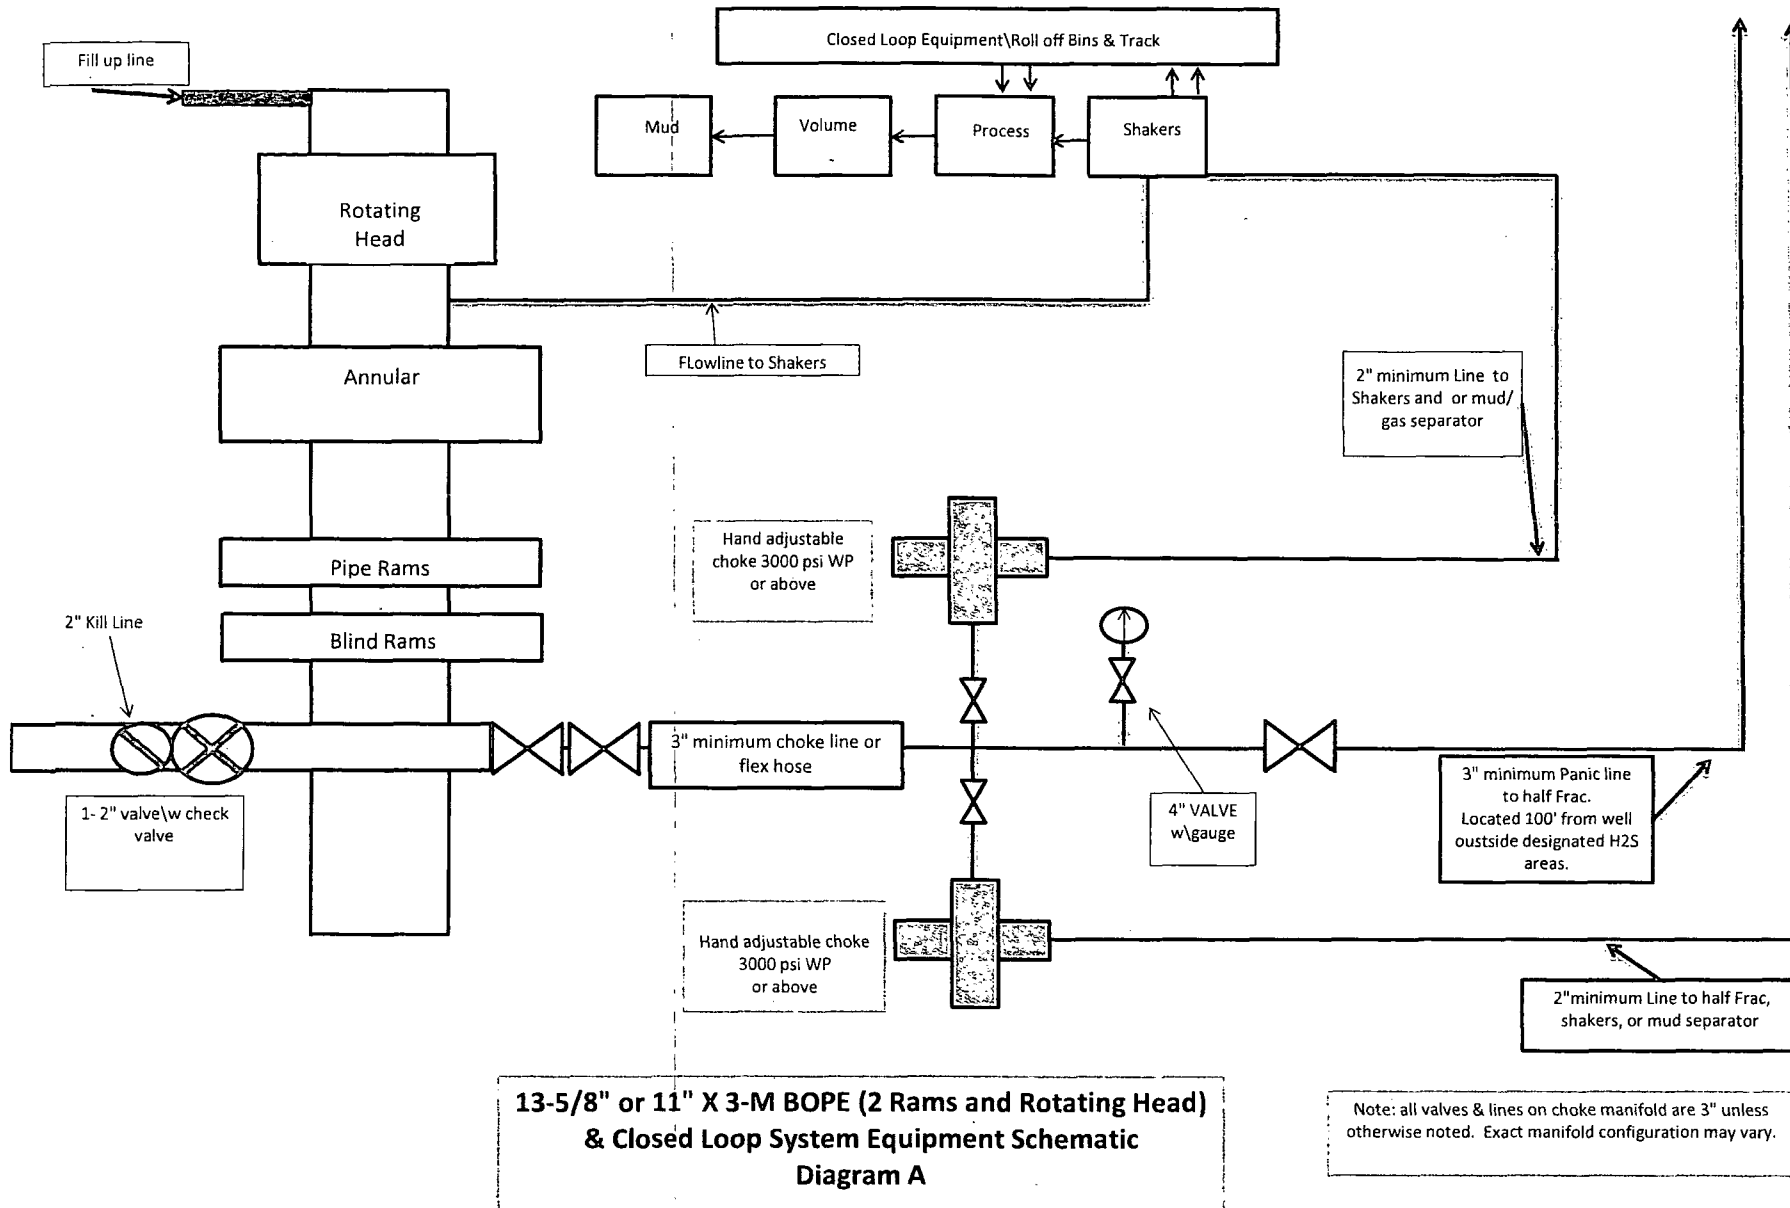 Closed Loop Equipment\Roll off Bins & Track
Fill up line
Mud
Volume
Process
Shakers
Rotating
Head
FLowline to Shakers
Annular
2" minimum Line to
Shakers and or mud/
gas separator
Hand adjustable
choke 3000 psi WP
or above
Pipe Rams
2" Kill Line
Blind Rams
3" minimum choke line or
flex hose
1- 2" valve\w check
valve
4" VALVE
w\gauge
3" minimum Panic line
to half Frac.
Located 100' from well
oustside designated H2S
areas.
Hand adjustable choke
3000 psi WP
or above
2"minimum Line to half Frac,
shakers, or mud separator
13-5/8" or 11" X 3-M BOPE (2 Rams and Rotating Head)
& Closed Loop System Equipment Schematic
Diagram A
Note: all valves & lines on choke manifold are 3" unless
otherwise noted. Exact manifold configuration may vary.